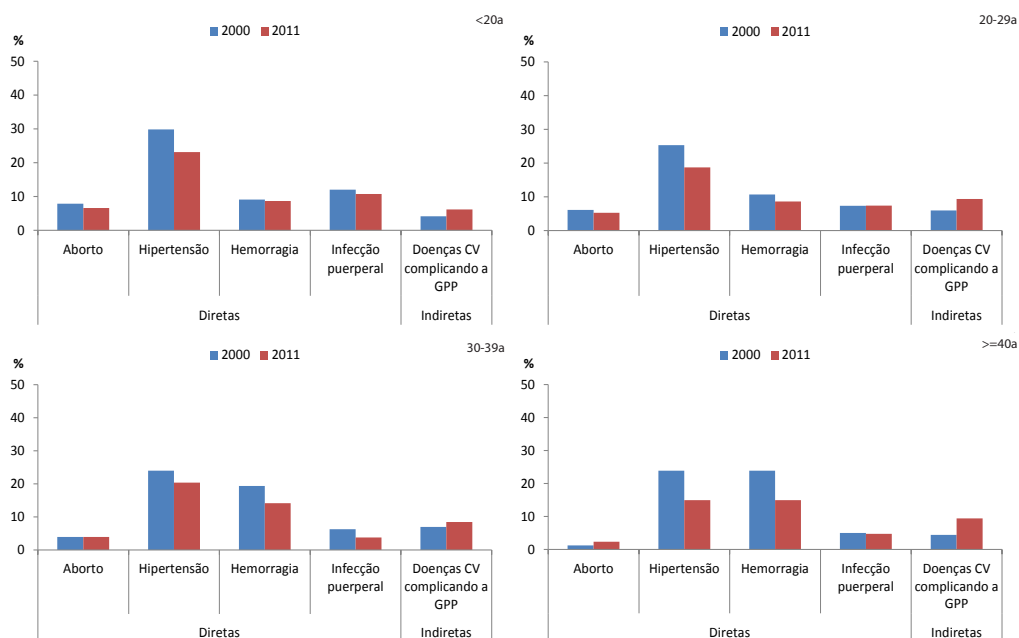 <20a
2000 2011
%
50
40
30
20
10
0
Aborto Hipertensão Hemorragia Infecção puerperal Doenças CV complicando a GPP
Diretas Indiretas
20-29a
2000 2011
%
50
40
30
20
10
0
Aborto Hipertensão Hemorragia Infecção puerperal Doenças CV complicando a GPP
Diretas Indiretas
30-39a
2000 2011
%
50
40
30
20
10
0
Aborto Hipertensão Hemorragia Infecção puerperal Doenças CV complicando a GPP
Diretas Indiretas
>=40a
2000 2011
%
50
40
30
20
10
0
Aborto Hipertensão Hemorragia Infecção puerperal Doenças CV complicando a GPP
Diretas Indiretas